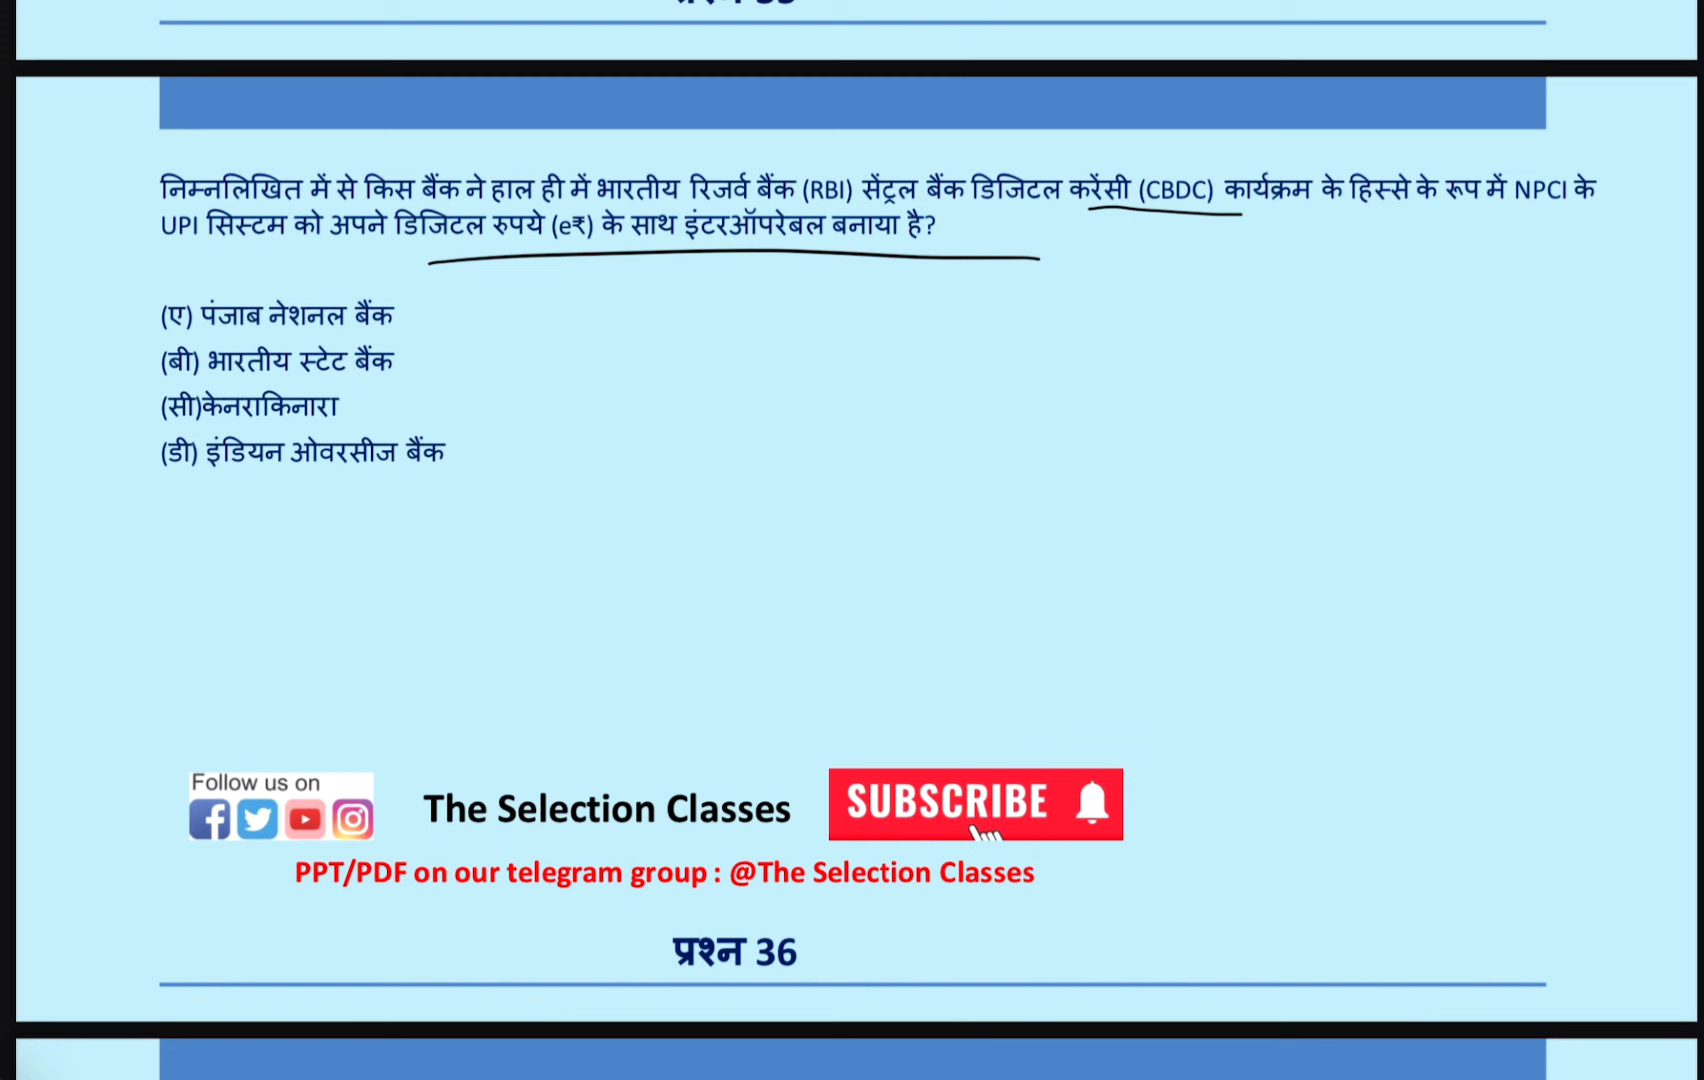 निम्नलिखित में से किस बैंक ने हाल ही में भारतीय रिजर्व बैंक (RBI) सेंट्रल बैंक डिजिटल करेंसी (CBDC) कार्यक्रम के हिस्से के रूप में NPCI के
UPI सिस्टम को अपने डिजिटल रुपये (e₹) के साथ इंटरऑपरेबल बनाया है?
(ए) पंजाब नेशनल बैंक
(बी) भारतीय स्टेट बैंक
(सी)केनराकिनारा
(डी) इंडियन ओवरसीज बैंक
Follow us on
The Selection Classes
SUBSCRIBE
PPT/PDF on our telegram group : @The Selection Classes
प्रश्न 36